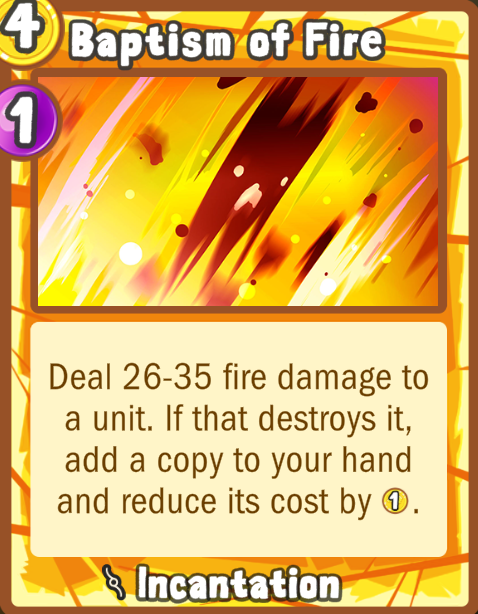 4 Baptism of Fire
1
Deal 26-35 fire damage to
a unit. If that destroys it,
add a copy to your hand
and reduce its cost by 1.
Incantation